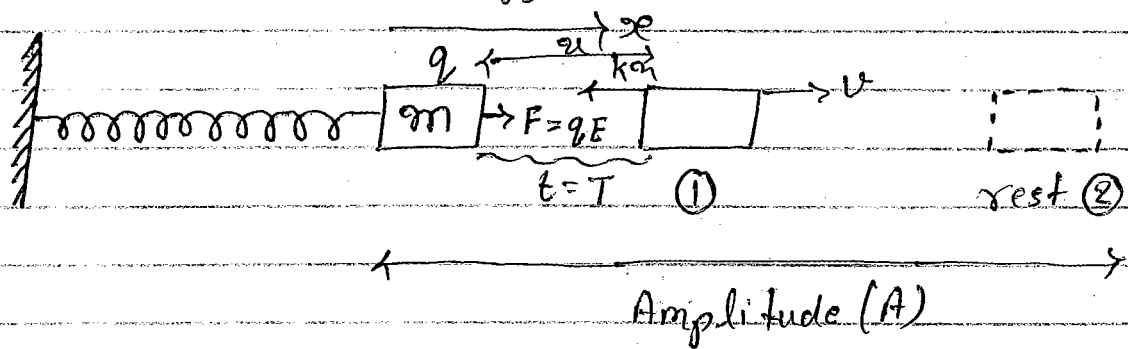 x
x
q kx v
m F = qE
t = T ① rest ②
Amplitude (A)